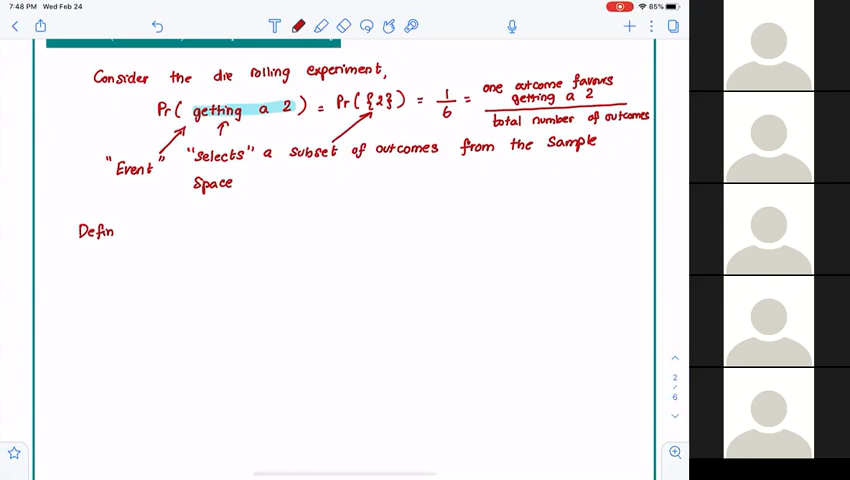 7:48 PM Wed Feb 24
85%
Consider the die rolling experiment,
Pr( getting a 2 ) = Pr( {2} ) = 1/6 = one outcome favours getting a 2 / total number of outcomes
"Event" "selects" a subset of outcomes from the Sample
Space
Defin
2
/
6